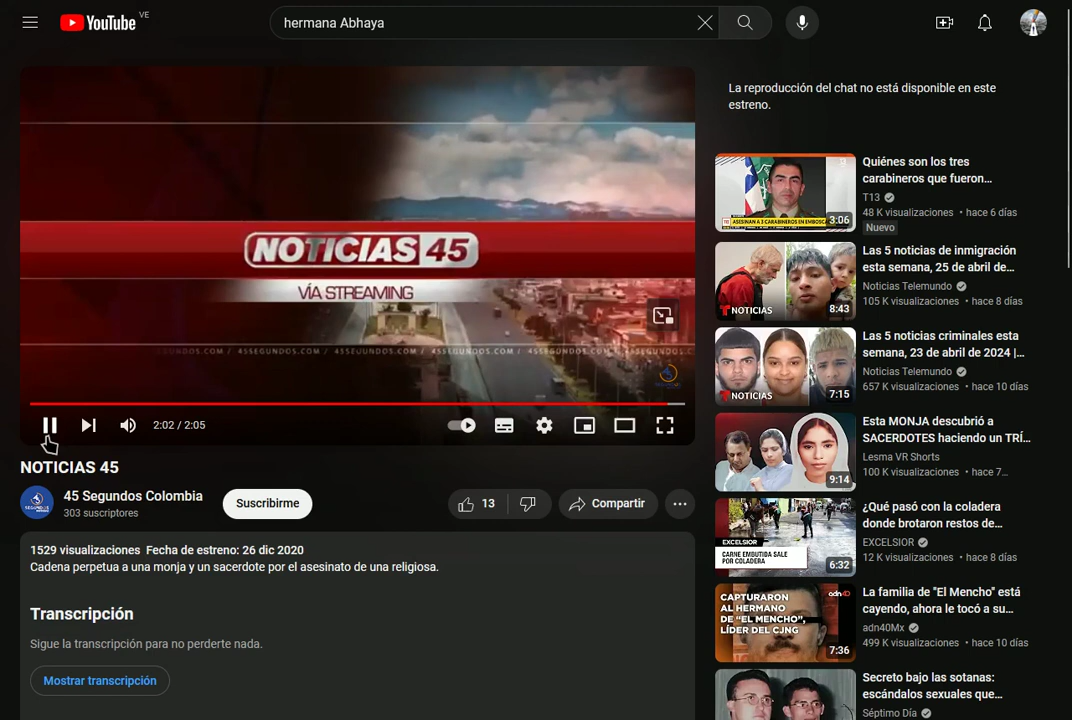 YouTube VE
hermana Abhaya
NOTICIAS 45
VÍA STREAMING
45SEGUNDOS.COM / 45SEGUNDOS.COM / 45SEGUNDOS.COM / 45SEGUNDOS.COM
2:02 / 2:05
NOTICIAS 45
45 Segundos Colombia
303 suscriptores
Suscribirme
13
Compartir
1529 visualizaciones Fecha de estreno: 26 dic 2020
Cadena perpetua a una monja y un sacerdote por el asesinato de una religiosa.
Transcripción
Sigue la transcripción para no perderte nada.
Mostrar transcripción
La reproducción del chat no está disponible en este
estreno.
ASESINAN A 3 CARABINEROS EN EMBOSCA
3:06
Quiénes son los tres
carabineros que fueron…
T13
48 K visualizaciones • hace 6 días
Nuevo
NOTICIAS
8:43
Las 5 noticias de inmigración
esta semana, 25 de abril de…
Noticias Telemundo
105 K visualizaciones • hace 8 días
NOTICIAS
7:15
Las 5 noticias criminales esta
semana, 23 de abril de 2024 |…
Noticias Telemundo
657 K visualizaciones • hace 10 días
9:14
Esta MONJA descubrió a
SACERDOTES haciendo un TRÍ…
Lesma VR Shorts
100 K visualizaciones • hace 7…
EXCELSIOR
CARNE EMBUTIDA SALE
POR COLADERA
6:32
¿Qué pasó con la coladera
donde brotaron restos de…
EXCELSIOR
12 K visualizaciones • hace 8 días
CAPTURARON
AL HERMANO
DE "EL MENCHO",
LÍDER DEL CJNG
adn40
7:36
La familia de "El Mencho" está
cayendo, ahora le tocó a su…
adn40Mx
499 K visualizaciones • hace 10 días
Secreto bajo las sotanas:
escándalos sexuales que…
Séptimo Día